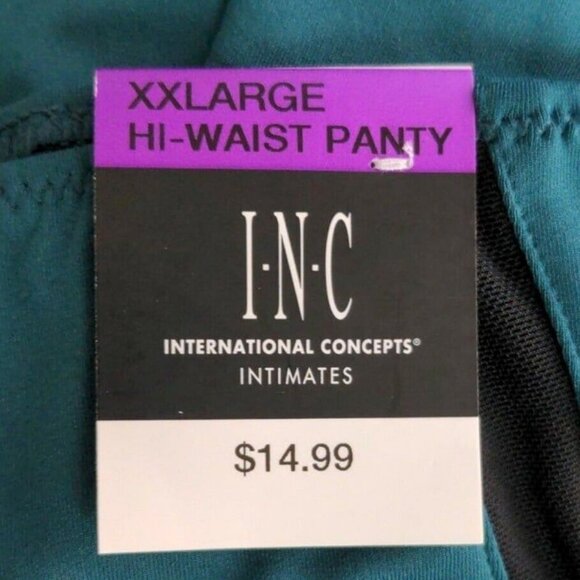 XXLARGE
HI-WAIST PANTY
I·N·C
INTERNATIONAL CONCEPTS®
INTIMATES
$14.99